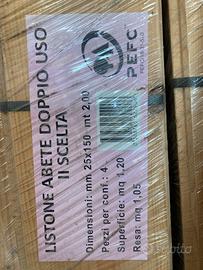 LISTONE ABETE DOPPIO USO
II SCELTA
Dimensioni: mm 25x150 mt 2,00
Pezzi per conf.: 4
Superficie: mq 1,20
Resa: mq 1,05
PEFC
subito